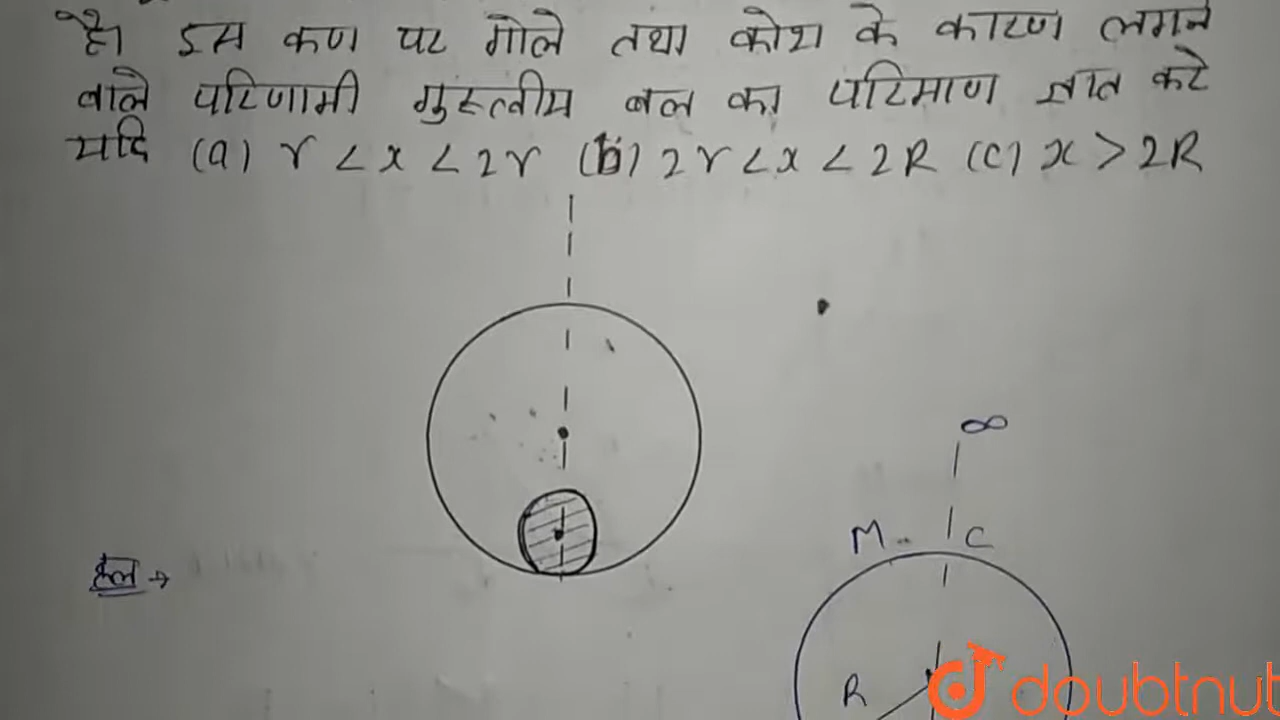 है। इस कण पर गोले तथा कोश के कारण लगने
वाले परिणामी गुरूत्वीय बल का परिमाण ज्ञात करे
यदि (a) r < x < 2r (b) 2r < x < 2R (c) x > 2R
∞
M C
हल →
R
doubtnut